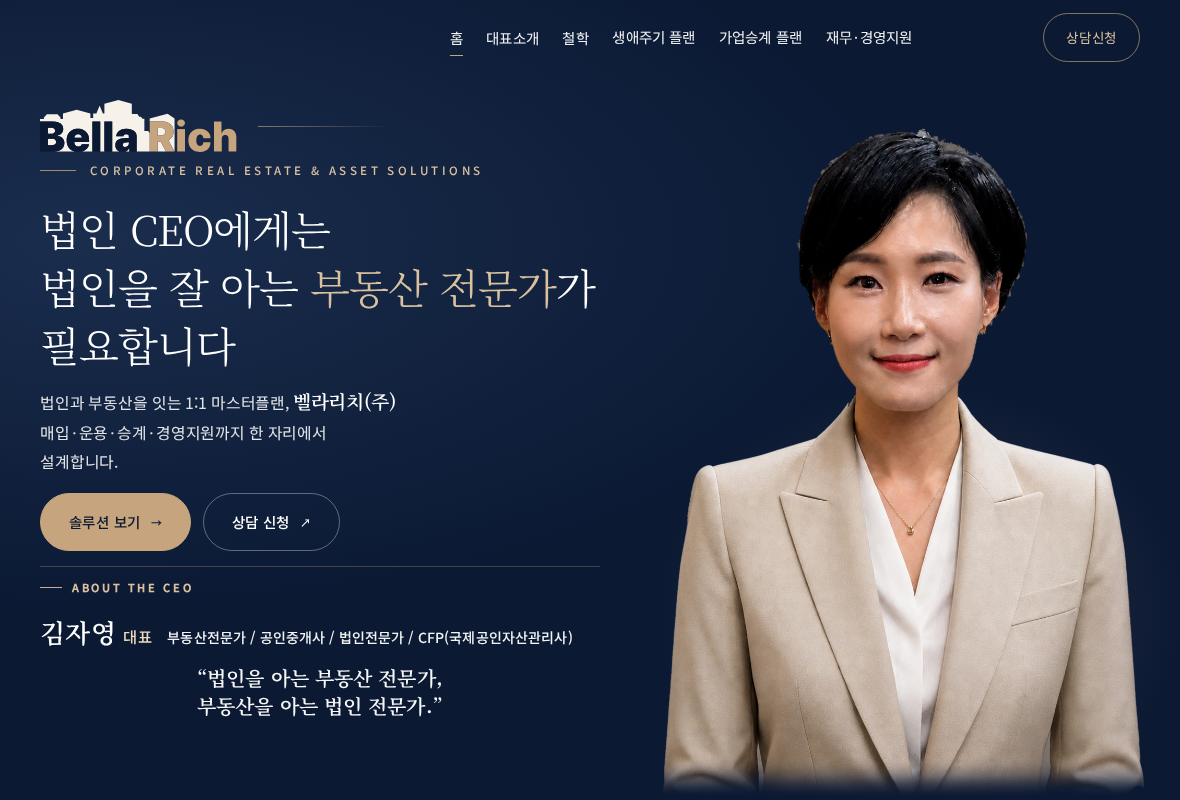 홈 대표소개 철학 생애주기 플랜 가업승계 플랜 재무·경영지원 상담신청
Bella Rich
CORPORATE REAL ESTATE & ASSET SOLUTIONS
법인 CEO에게는
법인을 잘 아는 부동산 전문가가
필요합니다
법인과 부동산을 잇는 1:1 마스터플랜, 벨라리치(주)
매입·운용·승계·경영지원까지 한 자리에서
설계합니다.
솔루션 보기 → 상담 신청 ↗
ABOUT THE CEO
김자영 대표 부동산전문가 / 공인중개사 / 법인전문가 / CFP(국제공인자산관리사)
“법인을 아는 부동산 전문가,
부동산을 아는 법인 전문가.”